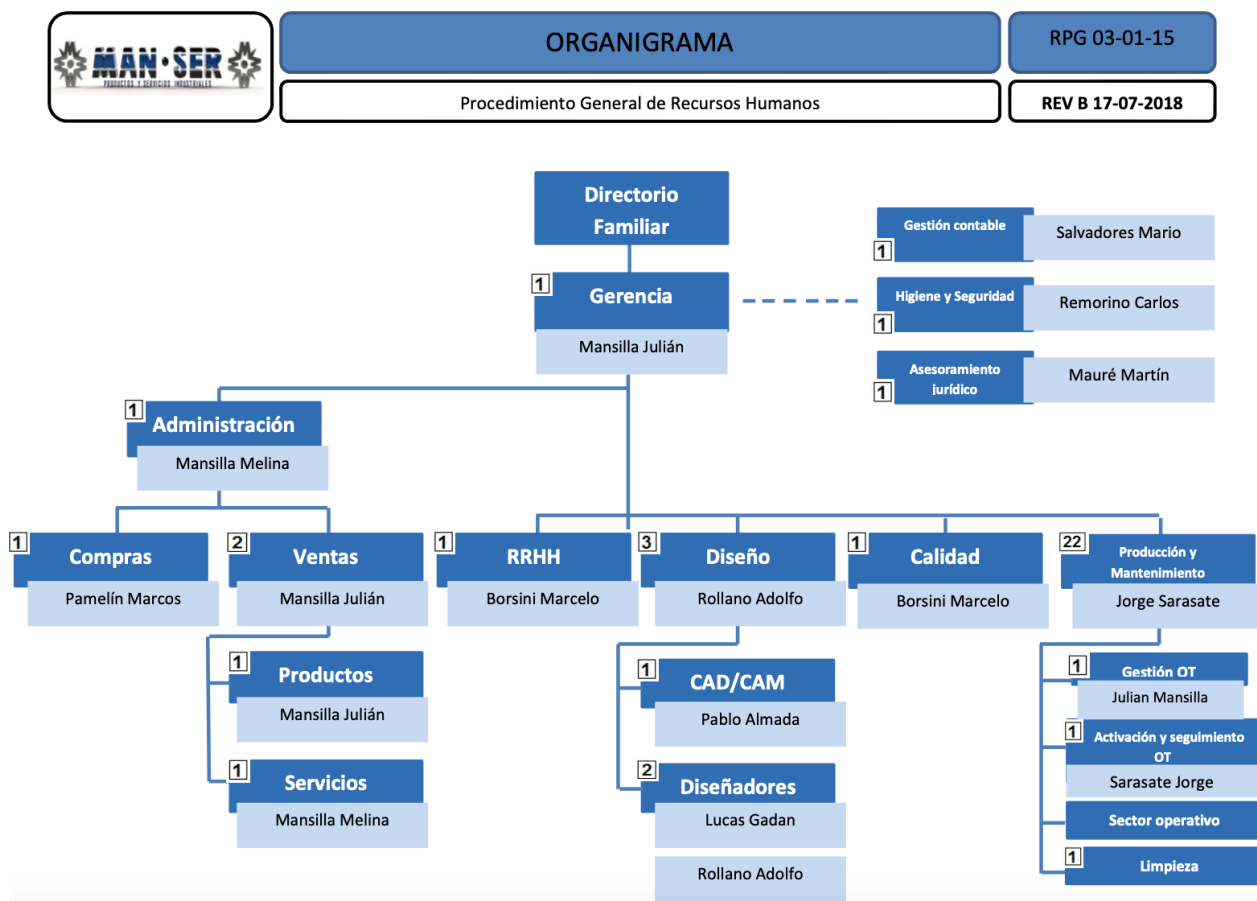 MAN•SER
PRODUCTOS Y SERVICIOS INDUSTRIALES
ORGANIGRAMA
RPG 03-01-15
Procedimiento General de Recursos Humanos
REV B 17-07-2018
Directorio
Familiar
1
Gerencia
Mansilla Julián
Gestión contable
1
Salvadores Mario
Higiene y Seguridad
1
Remorino Carlos
Asesoramiento
jurídico
1
Mauré Martín
1
Administración
Mansilla Melina
1
Compras
Pamelín Marcos
2
Ventas
Mansilla Julián
1
RRHH
Borsini Marcelo
3
Diseño
Rollano Adolfo
1
Calidad
Borsini Marcelo
22
Producción y
Mantenimiento
Jorge Sarasate
1
Productos
Mansilla Julián
1
Servicios
Mansilla Melina
1
CAD/CAM
Pablo Almada
2
Diseñadores
Lucas Gadan
Rollano Adolfo
1
Gestión OT
Julian Mansilla
1
Activación y seguimiento
OT
Sarasate Jorge
Sector operativo
1
Limpieza